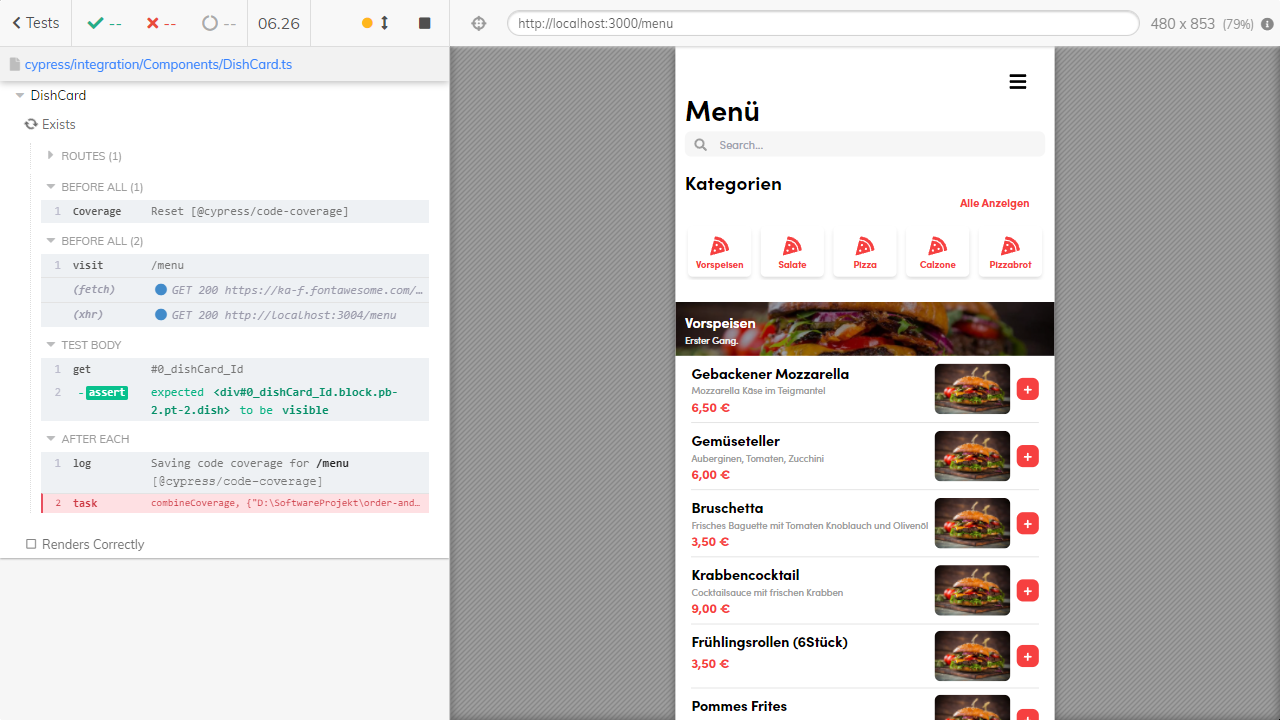 Tests
--
--
--
06.26
http://localhost:3000/menu
480 x 853 (79%)
cypress/integration/Components/DishCard.ts
DishCard
Exists
ROUTES (1)
BEFORE ALL (1)
1 Coverage Reset [@cypress/code-coverage]
BEFORE ALL (2)
1 visit /menu
(fetch) GET 200 https://ka-f.fontawesome.com/…
(xhr) GET 200 http://localhost:3004/menu
TEST BODY
1 get #0_dishCard_Id
2 -assert expected <div#0_dishCard_Id.block.pb-
2.pt-2.dish> to be visible
AFTER EACH
1 log Saving code coverage for /menu
[@cypress/code-coverage]
2 task combineCoverage, {"D:\SoftwareProjekt\order-and…
Renders Correctly
Menü
Search...
Kategorien
Alle Anzeigen
Vorspeisen Salate Pizza Calzone Pizzabrot
Vorspeisen
Erster Gang.
Gebackener Mozzarella
Mozzarella Käse im Teigmantel
6,50 €
+
Gemüseteller
Auberginen, Tomaten, Zucchini
6,00 €
+
Bruschetta
Frisches Baguette mit Tomaten Knoblauch und Olivenöl
3,50 €
+
Krabbencocktail
Cocktailsauce mit frischen Krabben
9,00 €
+
Frühlingsrollen (6Stück)
3,50 €
+
Pommes Frites
+